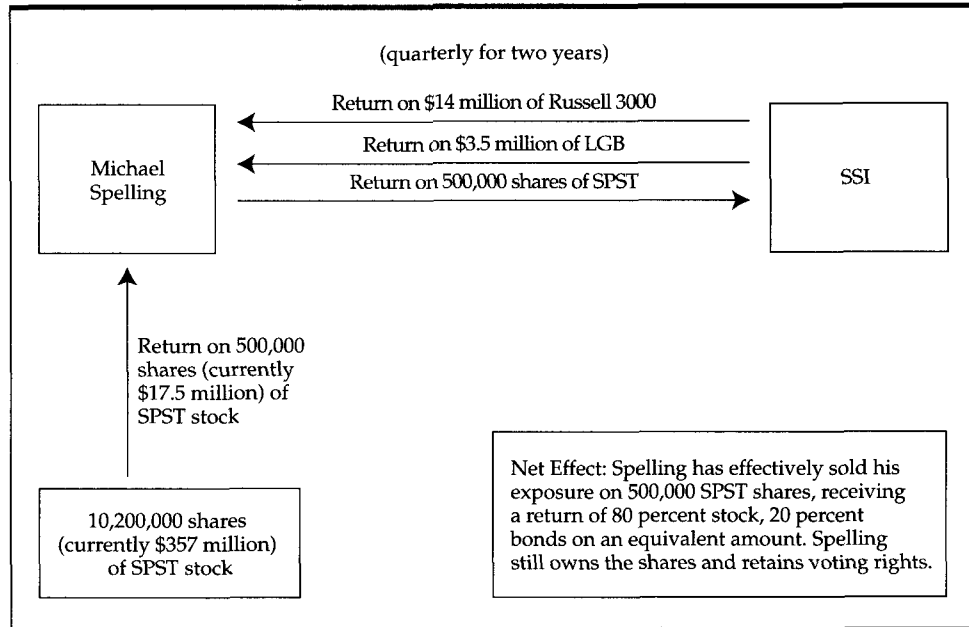 (quarterly for two years)
Return on $14 million of Russell 3000
Return on $3.5 million of LGB
Return on 500,000 shares of SPST
Michael
Spelling
SSI
Return on 500,000
shares (currently
$17.5 million) of
SPST stock
10,200,000 shares
(currently $357 million)
of SPST stock
Net Effect: Spelling has effectively sold his
exposure on 500,000 SPST shares, receiving
a return of 80 percent stock, 20 percent
bonds on an equivalent amount. Spelling
still owns the shares and retains voting rights.